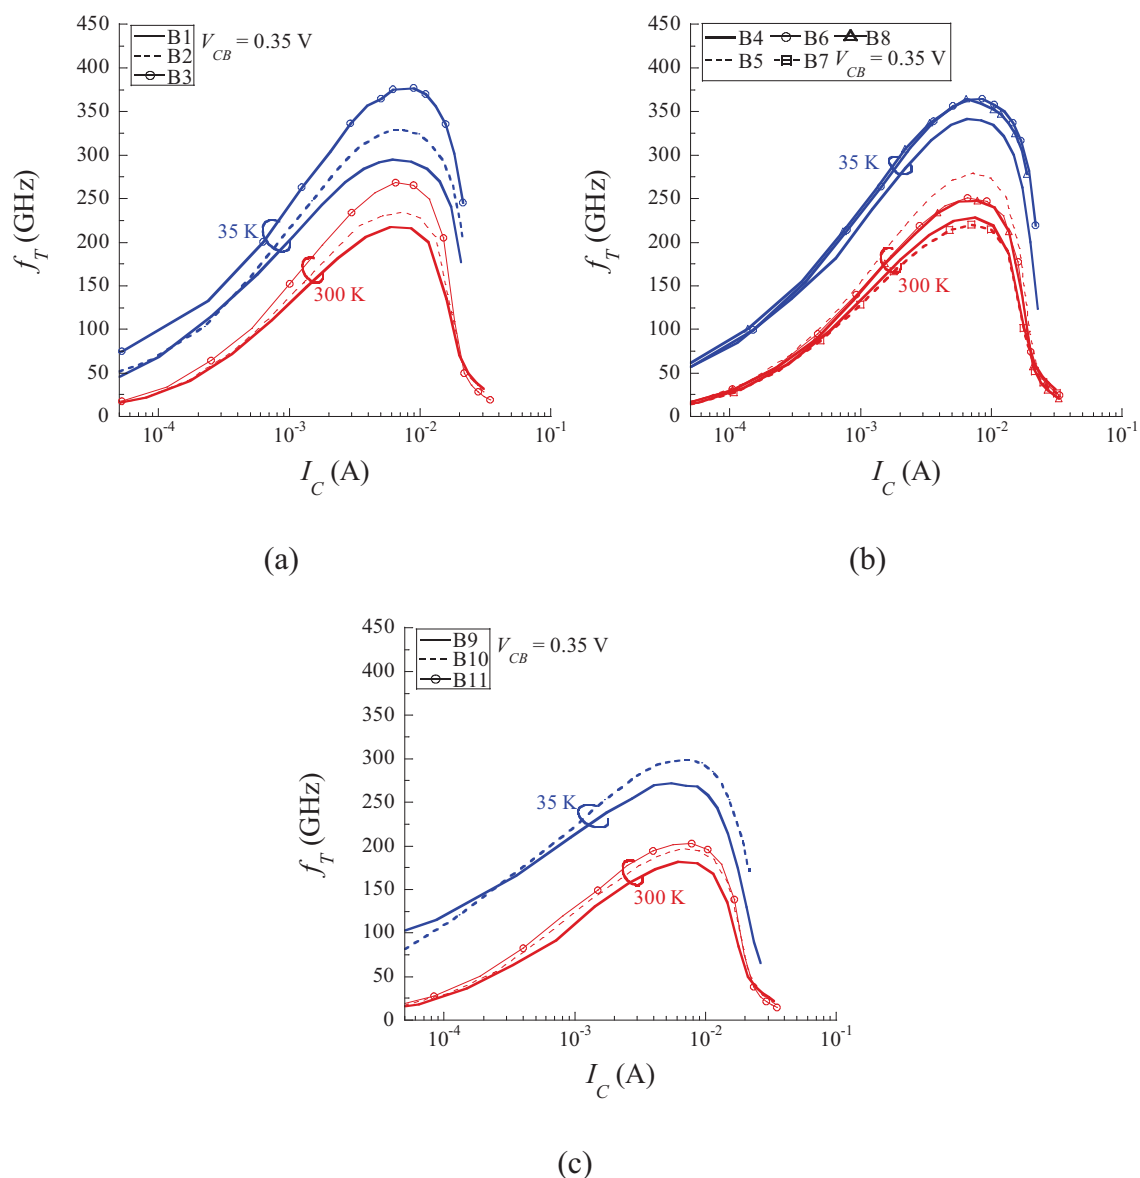 B1
B2
B3
V_CB = 0.35 V
450
400
350
300
250
200
150
100
50
0
f_T (GHz)
35 K
300 K
10^-4
10^-3
10^-2
10^-1
I_C (A)
(a)
B4 B6 B8
B5 B7 V_CB = 0.35 V
450
400
350
300
250
200
150
100
50
0
f_T (GHz)
35 K
300 K
10^-4
10^-3
10^-2
10^-1
I_C (A)
(b)
B9
B10
B11
V_CB = 0.35 V
450
400
350
300
250
200
150
100
50
0
f_T (GHz)
35 K
300 K
10^-4
10^-3
10^-2
10^-1
I_C (A)
(c)